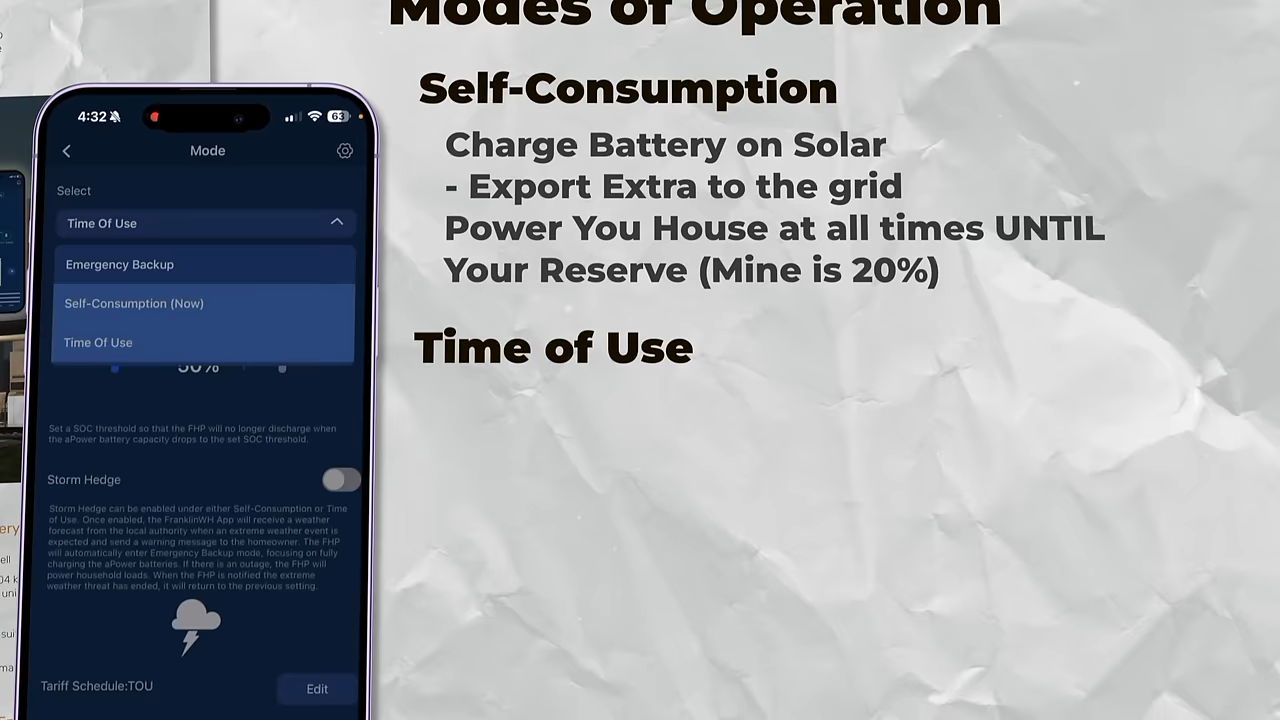 Modes of Operation
Self-Consumption
Charge Battery on Solar
- Export Extra to the grid
Power You House at all times UNTIL
Your Reserve (Mine is 20%)
Time of Use
4:32
63
Mode
Select
Time Of Use
Emergency Backup
Self-Consumption (Now)
Time Of Use
50%
Set a SOC threshold so that the FHP will no longer discharge when
the aPower battery capacity drops to the set SOC threshold.
Storm Hedge
Storm Hedge can be enabled under either Self-Consumption or Time
of Use. Once enabled, the FranklinWH App will receive a weather
forecast from the local authority when an extreme weather event is
expected and send a warning message to the homeowner. The FHP
will automatically enter Emergency Backup mode, focusing on fully
charging the aPower batteries. If there is an outage, the FHP will
power household loads. When the FHP is notified the extreme
weather threat has ended, it will return to the previous setting.
Tariff Schedule:TOU
Edit